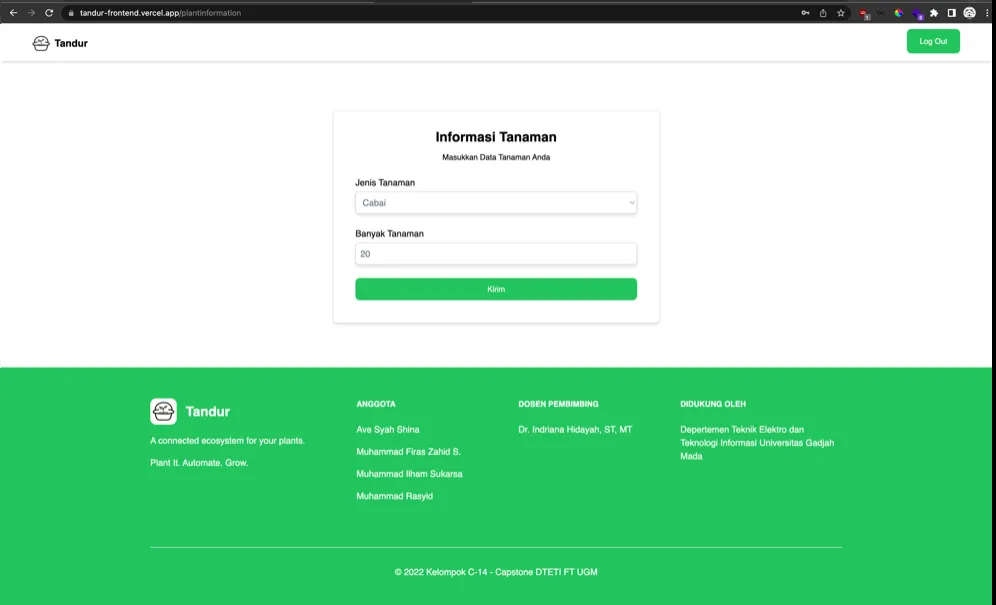 tandur-frontend.vercel.app/plantinformation
Tandur
Log Out
Informasi Tanaman
Masukkan Data Tanaman Anda
Jenis Tanaman
Cabai
Banyak Tanaman
20
Kirim
Tandur
A connected ecosystem for your plants.
Plant It. Automate. Grow.
ANGGOTA
Ave Syah Shina
Muhammad Firas Zahid S.
Muhammad Ilham Sukarsa
Muhammad Rasyid
DOSEN PEMBIMBING
Dr. Indriana Hidayah, ST, MT
DIDUKUNG OLEH
Depertemen Teknik Elektro dan
Teknologi Informasi Universitas Gadjah
Mada
© 2022 Kelompok C-14 - Capstone DTETI FT UGM